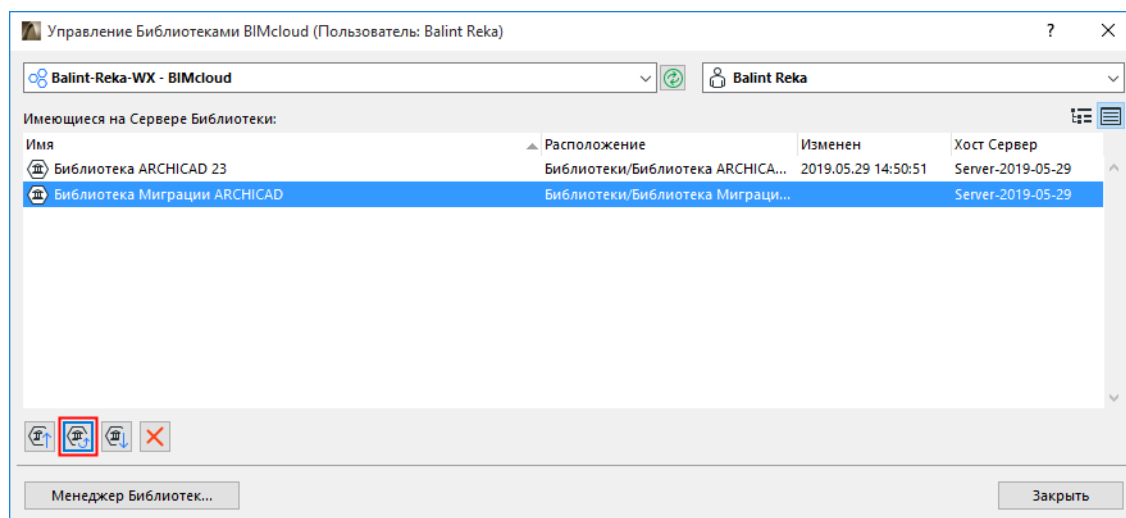 Управление Библиотеками BIMcloud (Пользователь: Balint Reka)
Balint-Reka-WX - BIMcloud Balint Reka
Имеющиеся на Сервере Библиотеки:
Имя Расположение Изменен Хост Сервер
Библиотека ARCHICAD 23 Библиотеки/Библиотека ARCHICA... 2019.05.29 14:50:51 Server-2019-05-29
Библиотека Миграции ARCHICAD Библиотеки/Библиотека Миграци... Server-2019-05-29
Менеджер Библиотек... Закрыть